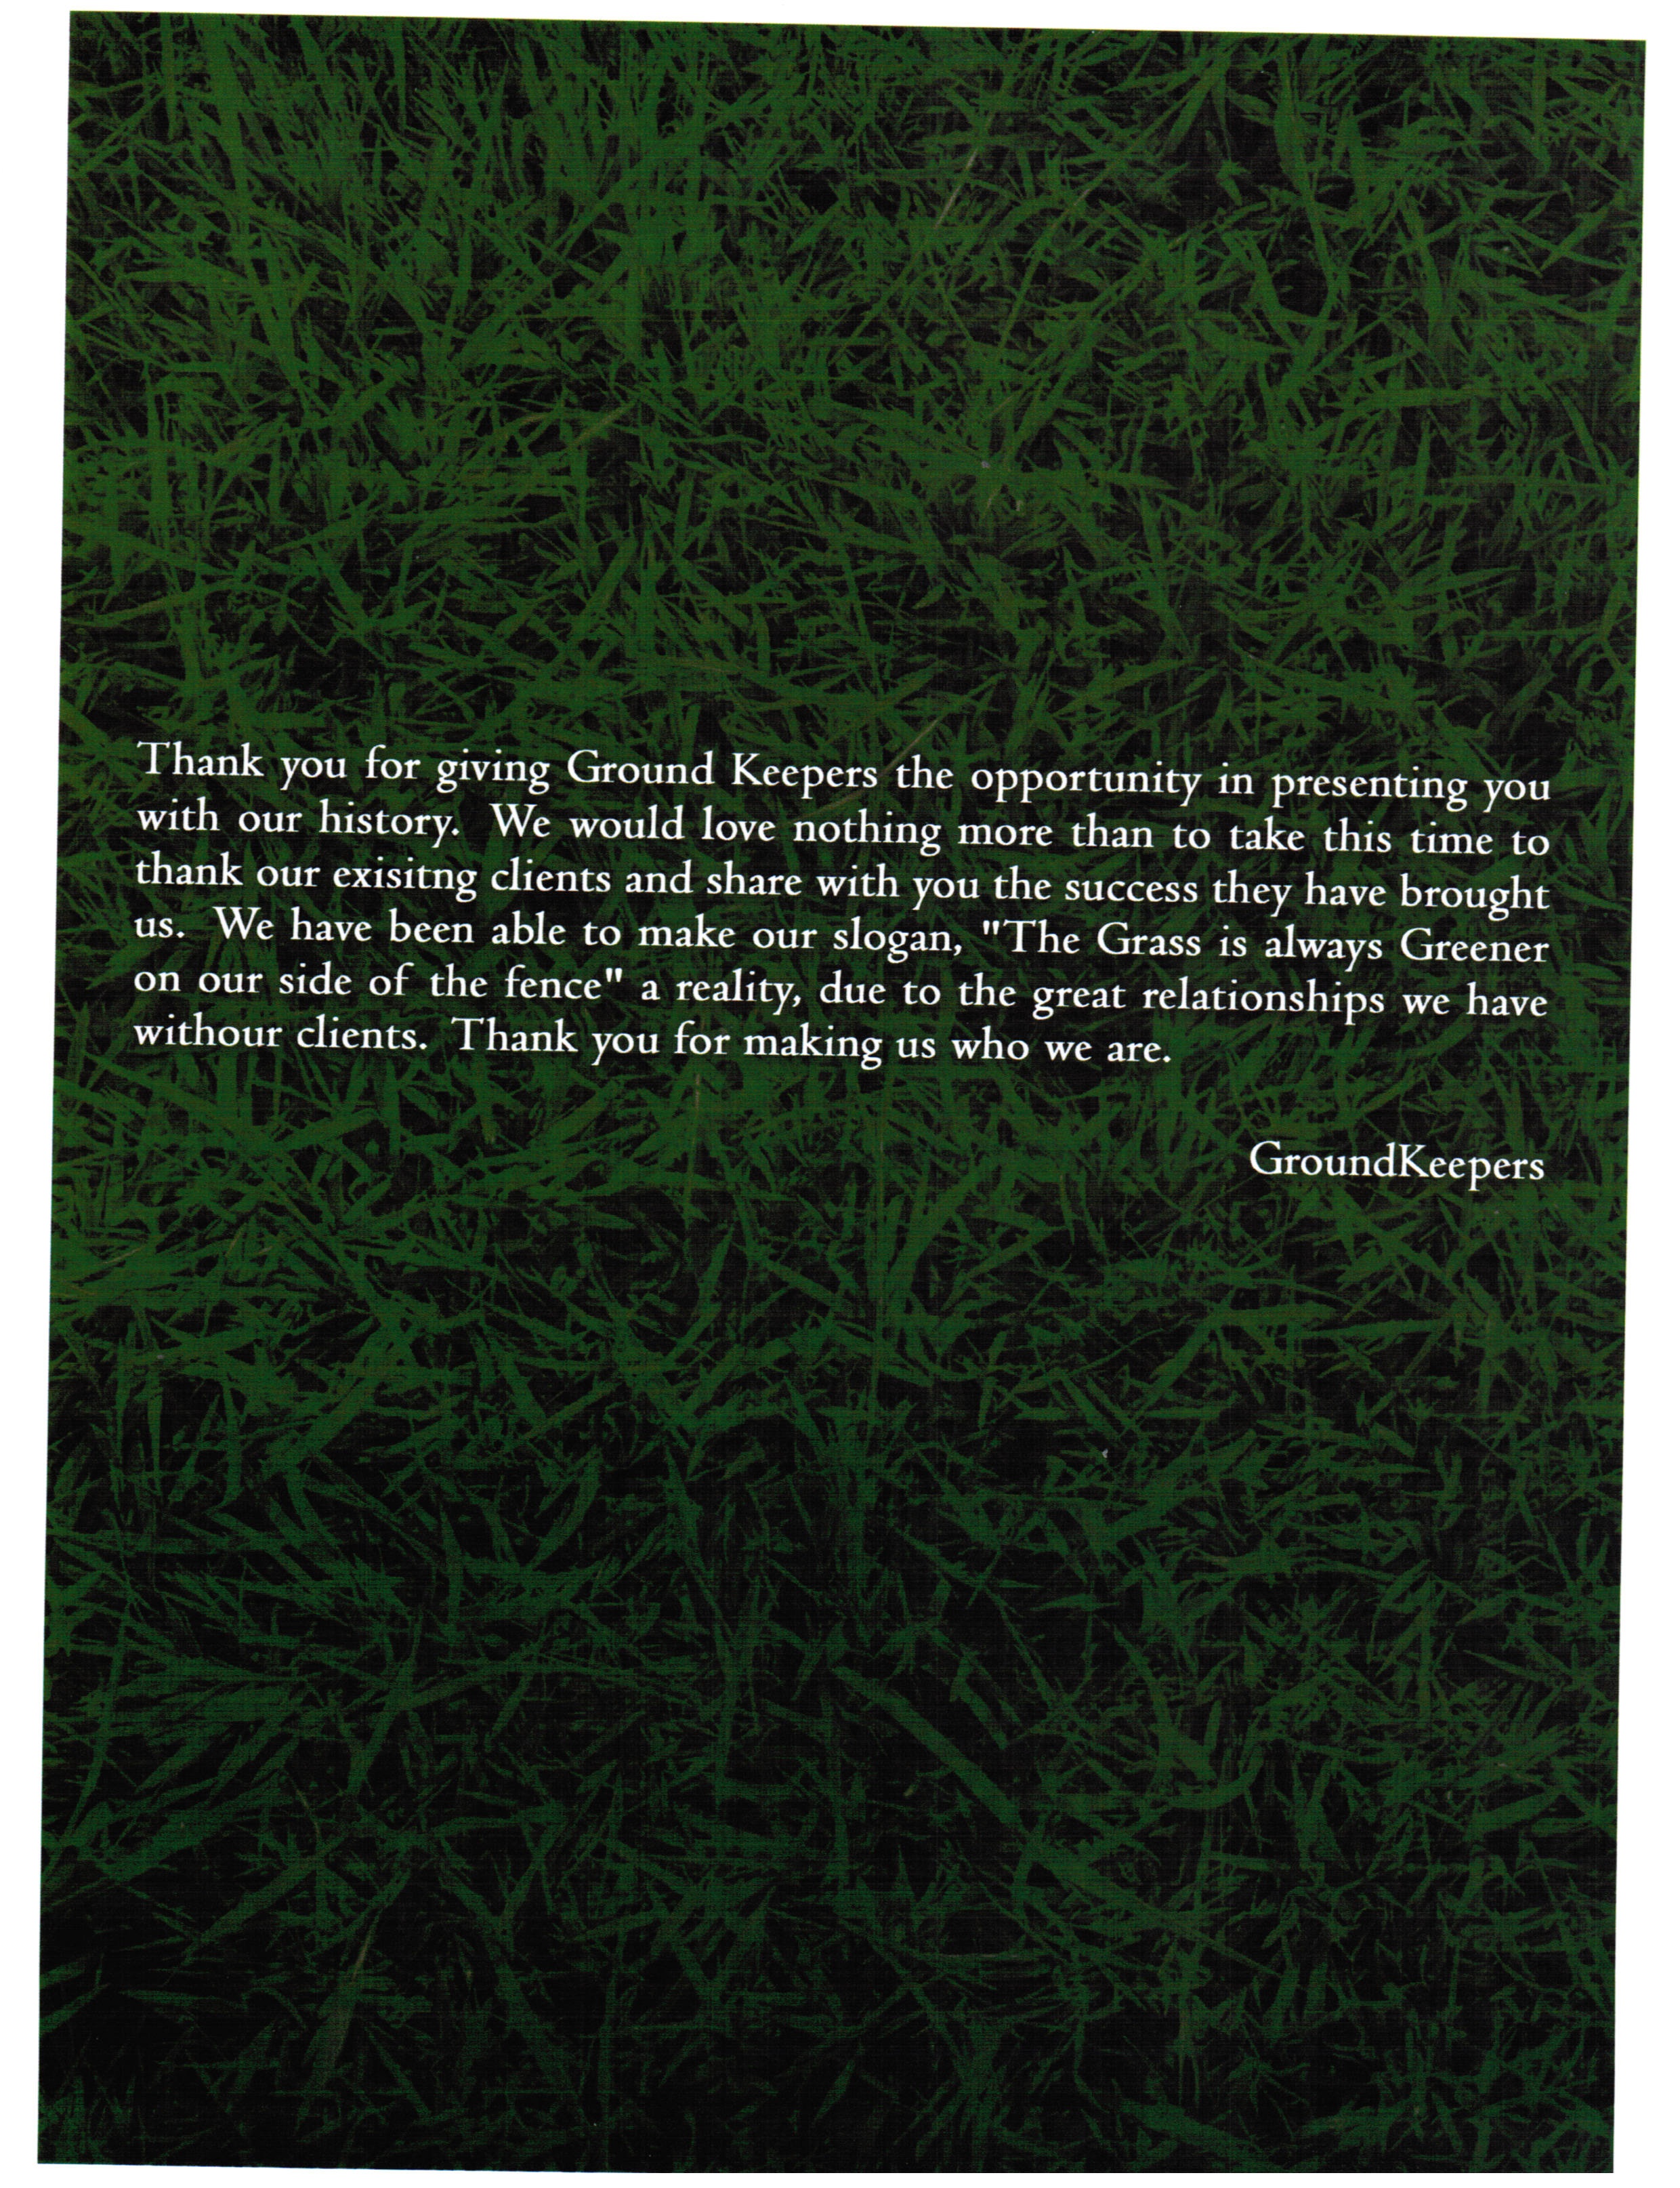 Thank you for giving Ground Keepers the opportunity in presenting you
with our history.  We would love nothing more than to take this time to
thank our exisitng clients and share with you the success they have brought
us.  We have been able to make our slogan, "The Grass is always Greener
on our side of the fence" a reality, due to the great relationships we have
withour clients.  Thank you for making us who we are.
GroundKeepers